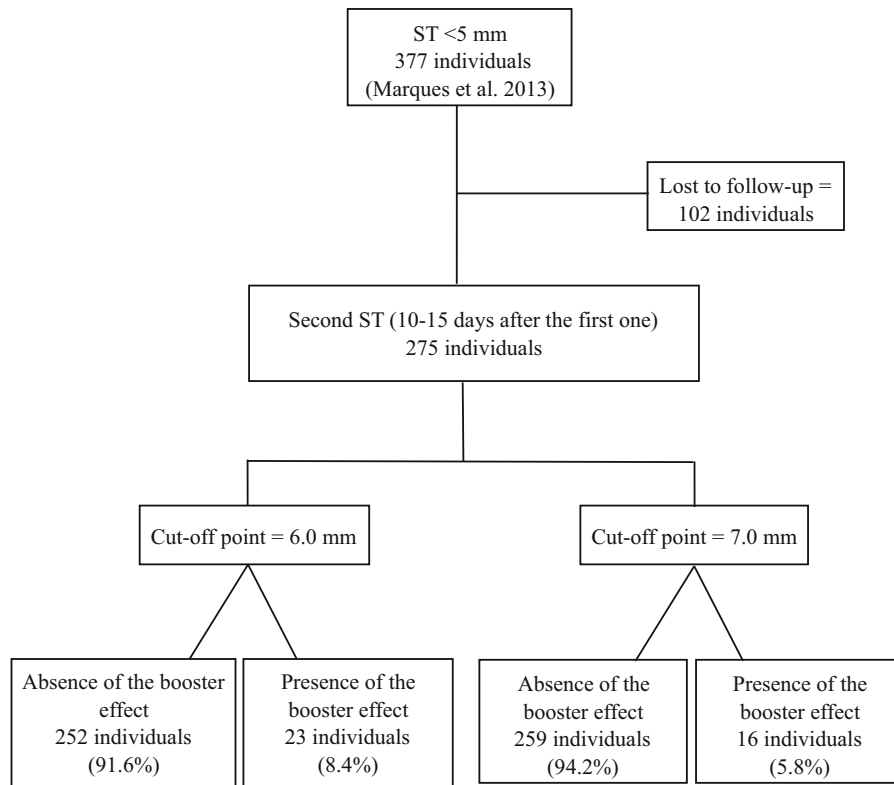 ST <5 mm
377 individuals
(Marques et al. 2013)
Lost to follow-up =
102 individuals
Second ST (10-15 days after the first one)
275 individuals
Cut-off point = 6.0 mm
Cut-off point = 7.0 mm
Absence of the booster
effect
252 individuals
(91.6%)
Presence of the
booster effect
23 individuals
(8.4%)
Absence of the
booster effect
259 individuals
(94.2%)
Presence of the
booster effect
16 individuals
(5.8%)